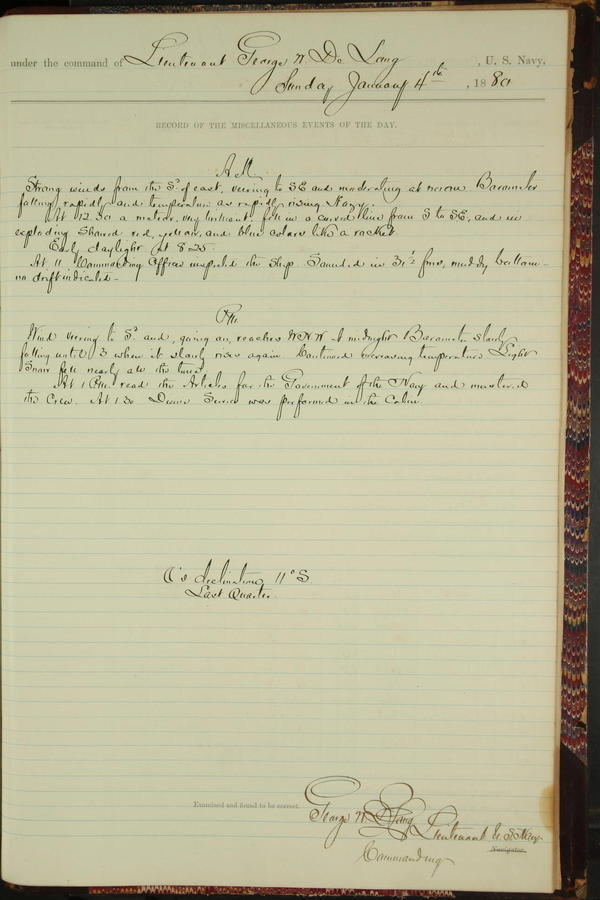 under the command of Lieutenant George W. De Long , U. S. Navy,
Sunday January 4th , 1880
RECORD OF THE MISCELLANEOUS EVENTS OF THE DAY.
A.M.
Strong winds from the Sd. of east, veering to SE and moderating at noon. Barometer
falling rapidly and temperature as rapidly rising. Hazy.
At 12.30 a meteor, very brilliant fell in a curved line from S to SE, and in
exploding showed red, yellow, and blue colors like a rocket.
Early daylight at 8.25
At 11 Commanding Officer inspected the ship. Sounded in 31½ fms, muddy bottom -
no drift indicated -
P.M.
Wind veering to Sd. and, going on, reaches WNW at midnight Barometer slowly
falling until 3 when it slowly rises again. Continued increasing temperature Light
Snow fell nearly all the time.
At 1 P.M. read the Articles for the Government of the Navy and mustered
the Crew. At 1.30 Divine Service was performed in the Cabin.
☾'s declination 11° S.
Last Quarter.
Examined and found to be correct.
George W. De Long Lieutenant U. S. Navy
Navigator.
Commanding